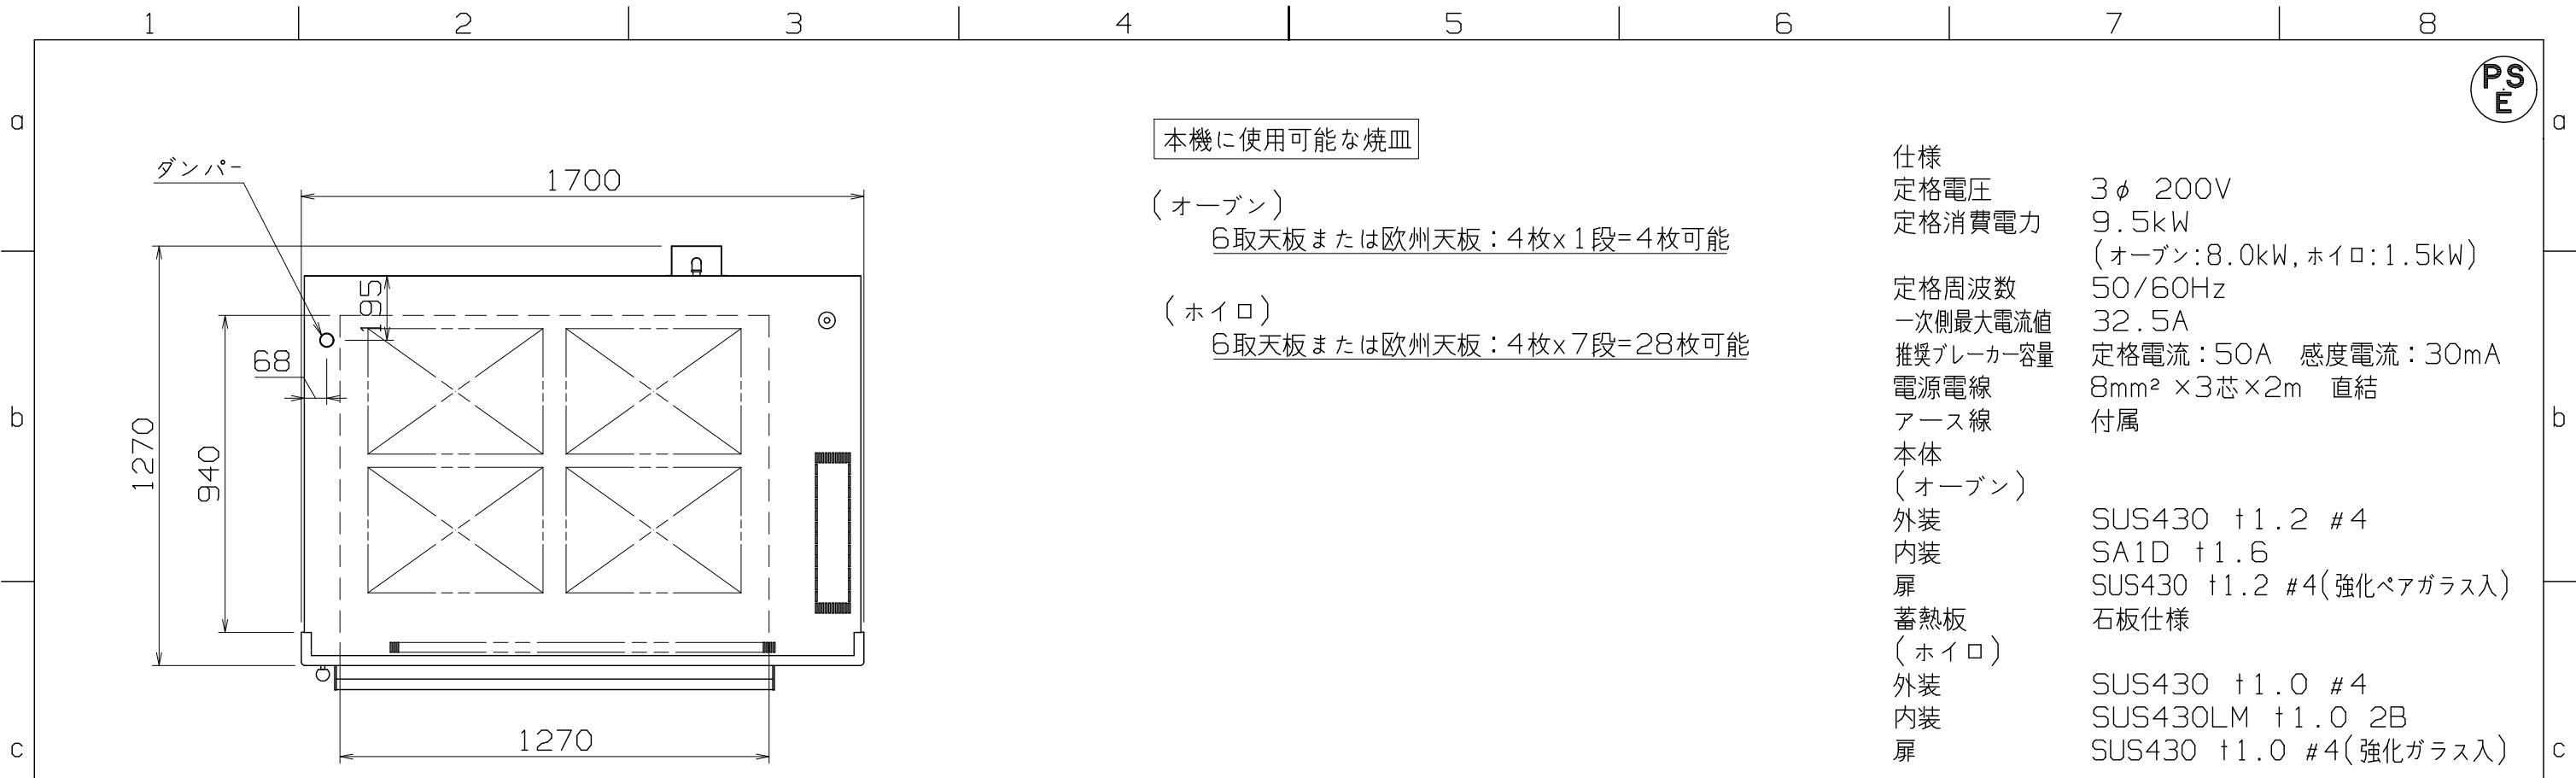 1 2 3 4 5 6 7 8
PS
E
a a
本機に使用可能な焼皿
(オーブン)
6取天板または欧州天板:4枚x1段=4枚可能
(ホイロ)
6取天板または欧州天板:4枚x7段=28枚可能
ダンパー
1700
195
68
1270
940
1270
b b
c c
仕様
定格電圧 3φ 200V
定格消費電力 9.5kW
(オーブン:8.0kW,ホイロ:1.5kW)
定格周波数 50/60Hz
一次側最大電流値 32.5A
推奨ブレーカー容量 定格電流:50A 感度電流:30mA
電源電線 8mm² ×3芯×2m 直結
アース線 付属
本体
(オーブン)
外装 SUS430 t1.2 #4
内装 SA1D t1.6
扉 SUS430 t1.2 #4(強化ペアガラス入)
蓄熱板 石板仕様
(ホイロ)
外装 SUS430 t1.0 #4
内装 SUS430LM t1.0 2B
扉 SUS430 t1.0 #4(強化ガラス入)